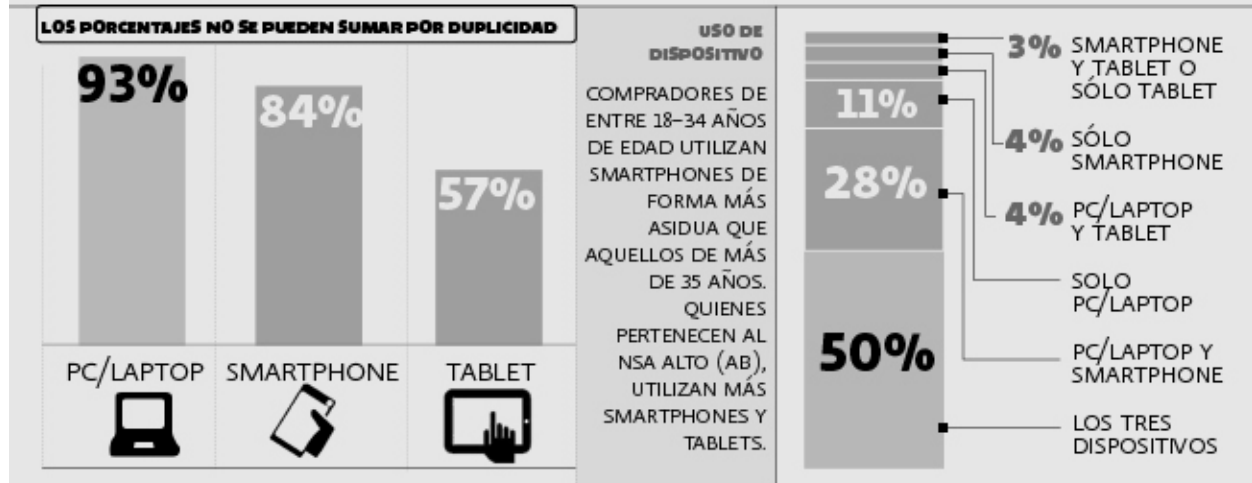 LOS PORCENTAJES NO SE PUEDEN SUMAR POR DUPLICIDAD
93%
84%
57%
PC/LAPTOP
SMARTPHONE
TABLET
USO DE
DISPOSITIVO
COMPRADORES DE
ENTRE 18-34 AÑOS
DE EDAD UTILIZAN
SMARTPHONES DE
FORMA MÁS
ASIDUA QUE
AQUELLOS DE MÁS
DE 35 AÑOS.
QUIENES
PERTENECEN AL
NSA ALTO (AB),
UTILIZAN MÁS
SMARTPHONES Y
TABLETS.
11%
28%
50%
3% SMARTPHONE
Y TABLET O
SÓLO TABLET
4% SÓLO
SMARTPHONE
4% PC/LAPTOP
Y TABLET
SOLO
PC/LAPTOP
PC/LAPTOP Y
SMARTPHONE
LOS TRES
DISPOSITIVOS